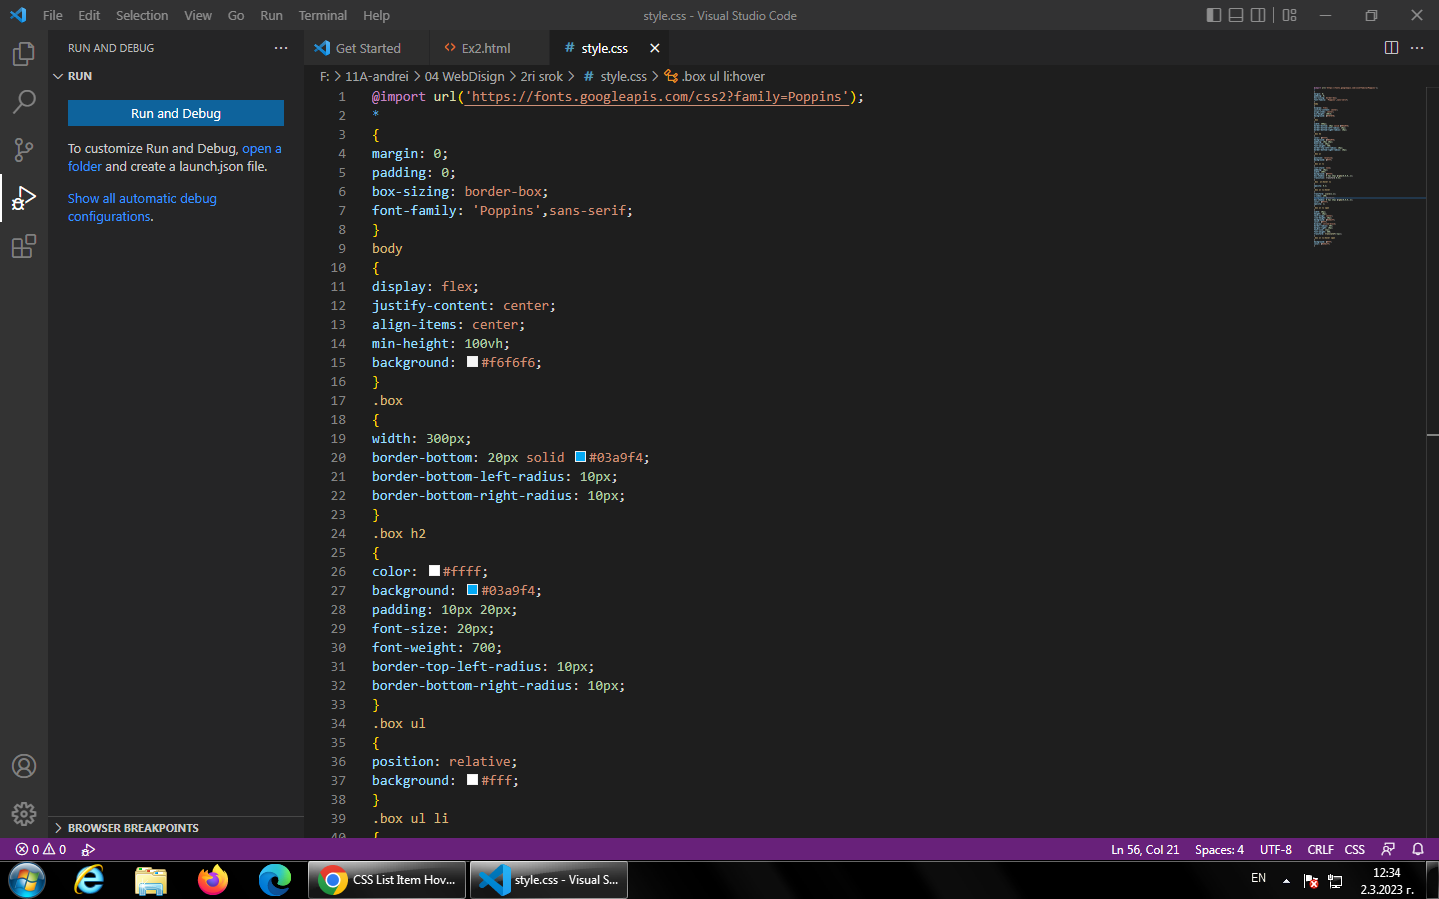 File Edit Selection View Go Run Terminal Help
style.css - Visual Studio Code
RUN AND DEBUG
Get Started
Ex2.html
style.css
RUN
F: > 11A-andrei > 04 WebDisign > 2ri srok > # style.css > .box ul li:hover
Run and Debug
To customize Run and Debug, open a
folder and create a launch.json file.
Show all automatic debug
configurations.
1 @import url('https://fonts.googleapis.com/css2?family=Poppins');
2 *
3 {
4 margin: 0;
5 padding: 0;
6 box-sizing: border-box;
7 font-family: 'Poppins',sans-serif;
8 }
9 body
10 {
11 display: flex;
12 justify-content: center;
13 align-items: center;
14 min-height: 100vh;
15 background: #f6f6f6;
16 }
17 .box
18 {
19 width: 300px;
20 border-bottom: 20px solid #03a9f4;
21 border-bottom-left-radius: 10px;
22 border-bottom-right-radius: 10px;
23 }
24 .box h2
25 {
26 color: #ffff;
27 background: #03a9f4;
28 padding: 10px 20px;
29 font-size: 20px;
30 font-weight: 700;
31 border-top-left-radius: 10px;
32 border-bottom-right-radius: 10px;
33 }
34 .box ul
35 {
36 position: relative;
37 background: #fff;
38 }
39 .box ul li
40 {
BROWSER BREAKPOINTS
0 0
Ln 56, Col 21 Spaces: 4 UTF-8 CRLF CSS
CSS List Item Hov...
style.css - Visual S...
EN
12:34
2.3.2023 г.